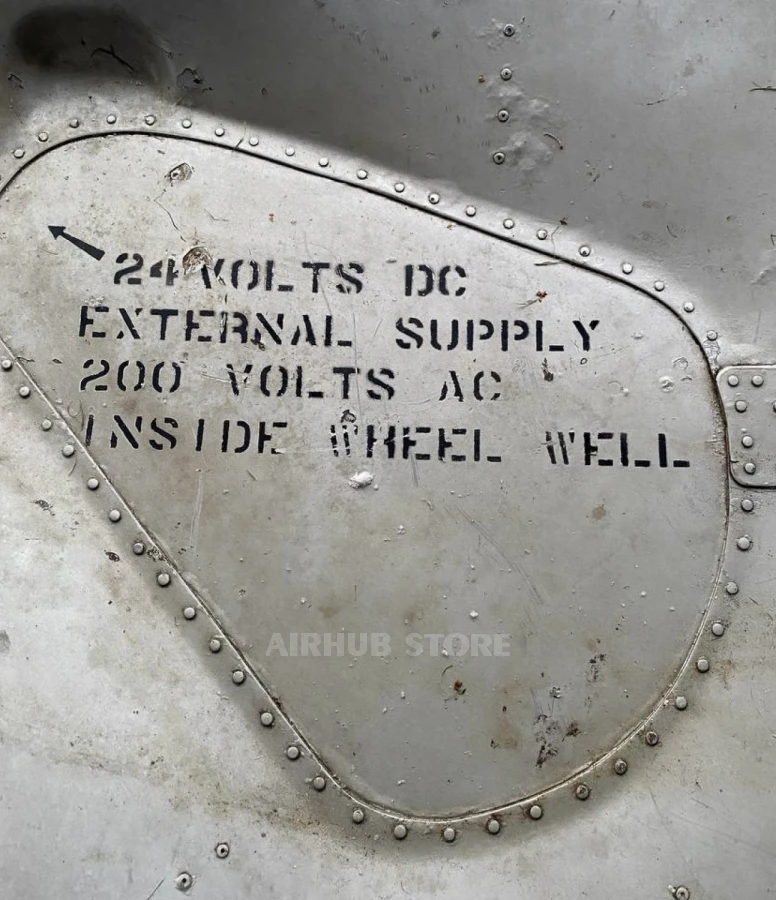 24 VOLTS DC
EXTERNAL SUPPLY
200 VOLTS AC
INSIDE WHEEL WELL
AIRHUB STORE